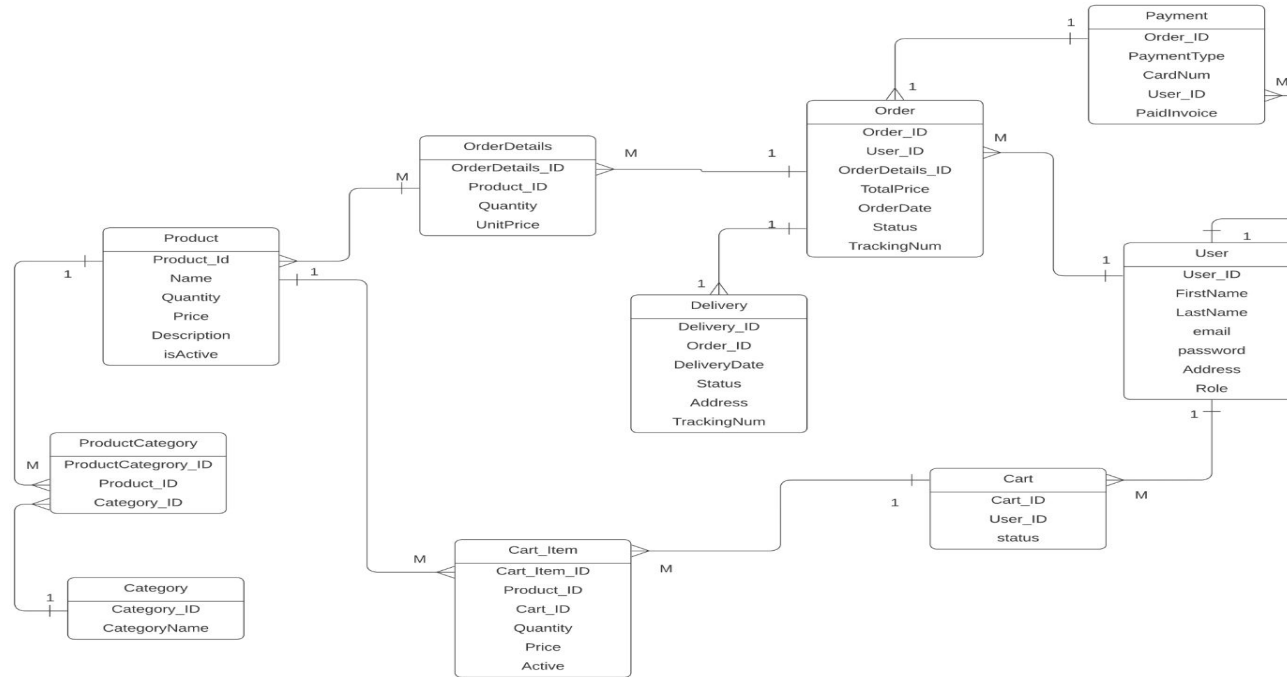 Payment
Order_ID
PaymentType
CardNum
User_ID
PaidInvoice
1
M
1
Order
Order_ID
User_ID
OrderDetails_ID
TotalPrice
OrderDate
Status
TrackingNum
M
1
1
OrderDetails
OrderDetails_ID
Product_ID
Quantity
UnitPrice
M
M
Product
Product_Id
Name
Quantity
Price
Description
isActive
1
1
Delivery
Delivery_ID
Order_ID
DeliveryDate
Status
Address
TrackingNum
1
User
User_ID
FirstName
LastName
email
password
Address
Role
1
1
1
ProductCategory
ProductCategrory_ID
Product_ID
Category_ID
M
Category
Category_ID
CategoryName
1
Cart_Item
Cart_Item_ID
Product_ID
Cart_ID
Quantity
Price
Active
M
M
Cart
Cart_ID
User_ID
status
1
M